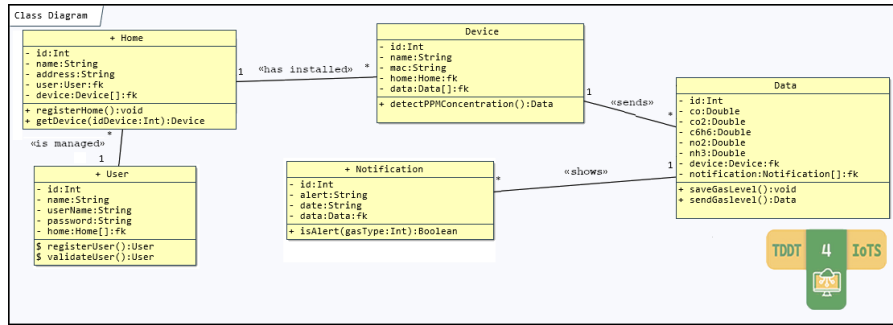 Class Diagram
+ Home
- id:Int
- name:String
- address:String
- user:User:fk
- device:Device[]:fk
+ registerHome():void
+ getDevice(idDevice:Int):Device
1
«has installed»
*
Device
- id:Int
- name:String
- mac:String
- home:Home:fk
- data:Data[]:fk
+ detectPPMConcentration():Data
1
«sends»
*
Data
- id:Int
- co:Double
- co2:Double
- c6h6:Double
- no2:Double
- nh3:Double
- device:Device:fk
- notification:Notification[]:fk
+ saveGasLevel():void
+ sendGaslevel():Data
*
«is managed»
1
+ User
- id:Int
- name:String
- userName:String
- password:String
- home:Home[]:fk
$ registerUser():User
$ validateUser():User
+ Notification
- id:Int
- alert:String
- date:String
- data:Data:fk
+ isAlert(gasType:Int):Boolean
*
«shows»
1
TDDT 4 IoTS